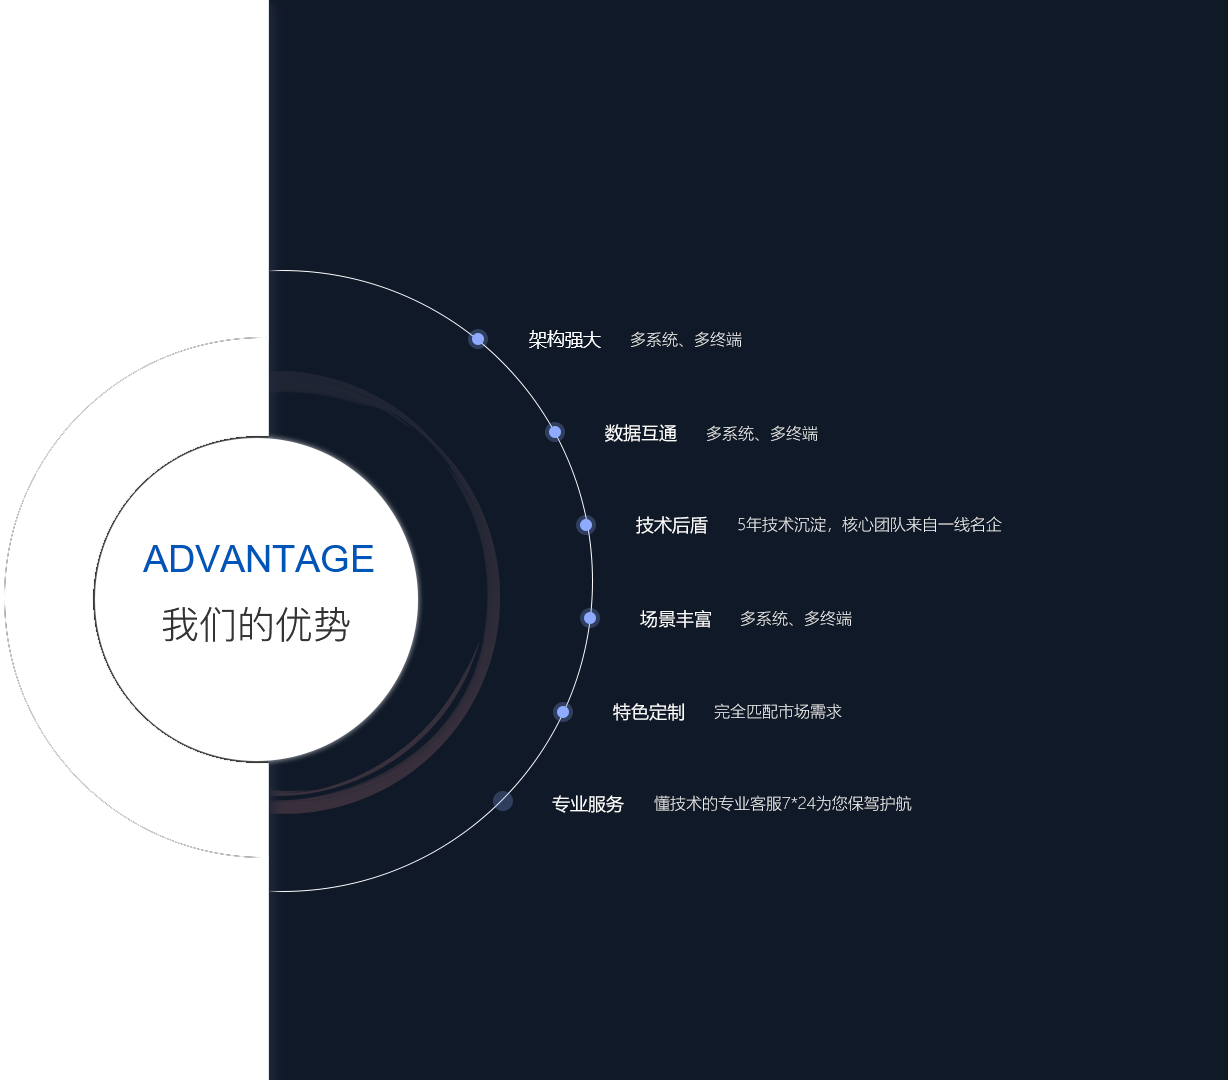 ADVANTAGE
我们的优势
架构强大 多系统、多终端
数据互通 多系统、多终端
技术后盾 5年技术沉淀，核心团队来自一线名企
场景丰富 多系统、多终端
特色定制 完全匹配市场需求
专业服务 懂技术的专业客服7*24为您保驾护航